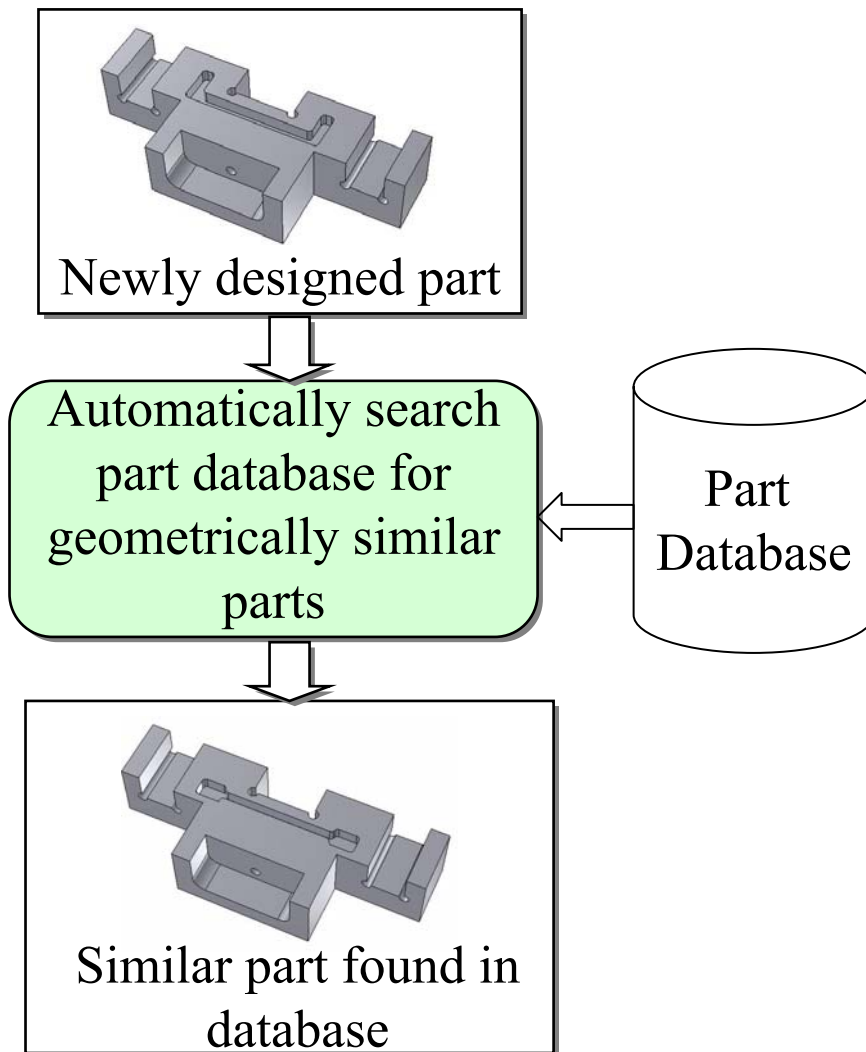 Newly designed part
Automatically search
part database for
geometrically similar
parts
Part
Database
Similar part found in
database